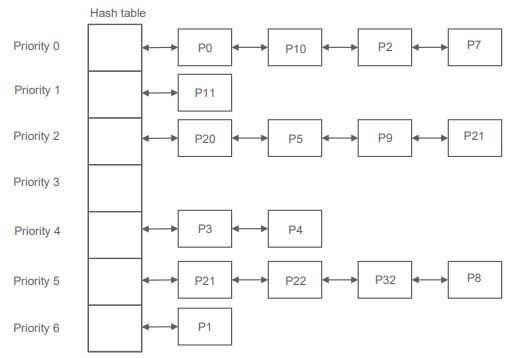 Hash table
Priority 0 P0 P10 P2 P7
Priority 1 P11
Priority 2 P20 P5 P9 P21
Priority 3
Priority 4 P3 P4
Priority 5 P21 P22 P32 P8
Priority 6 P1